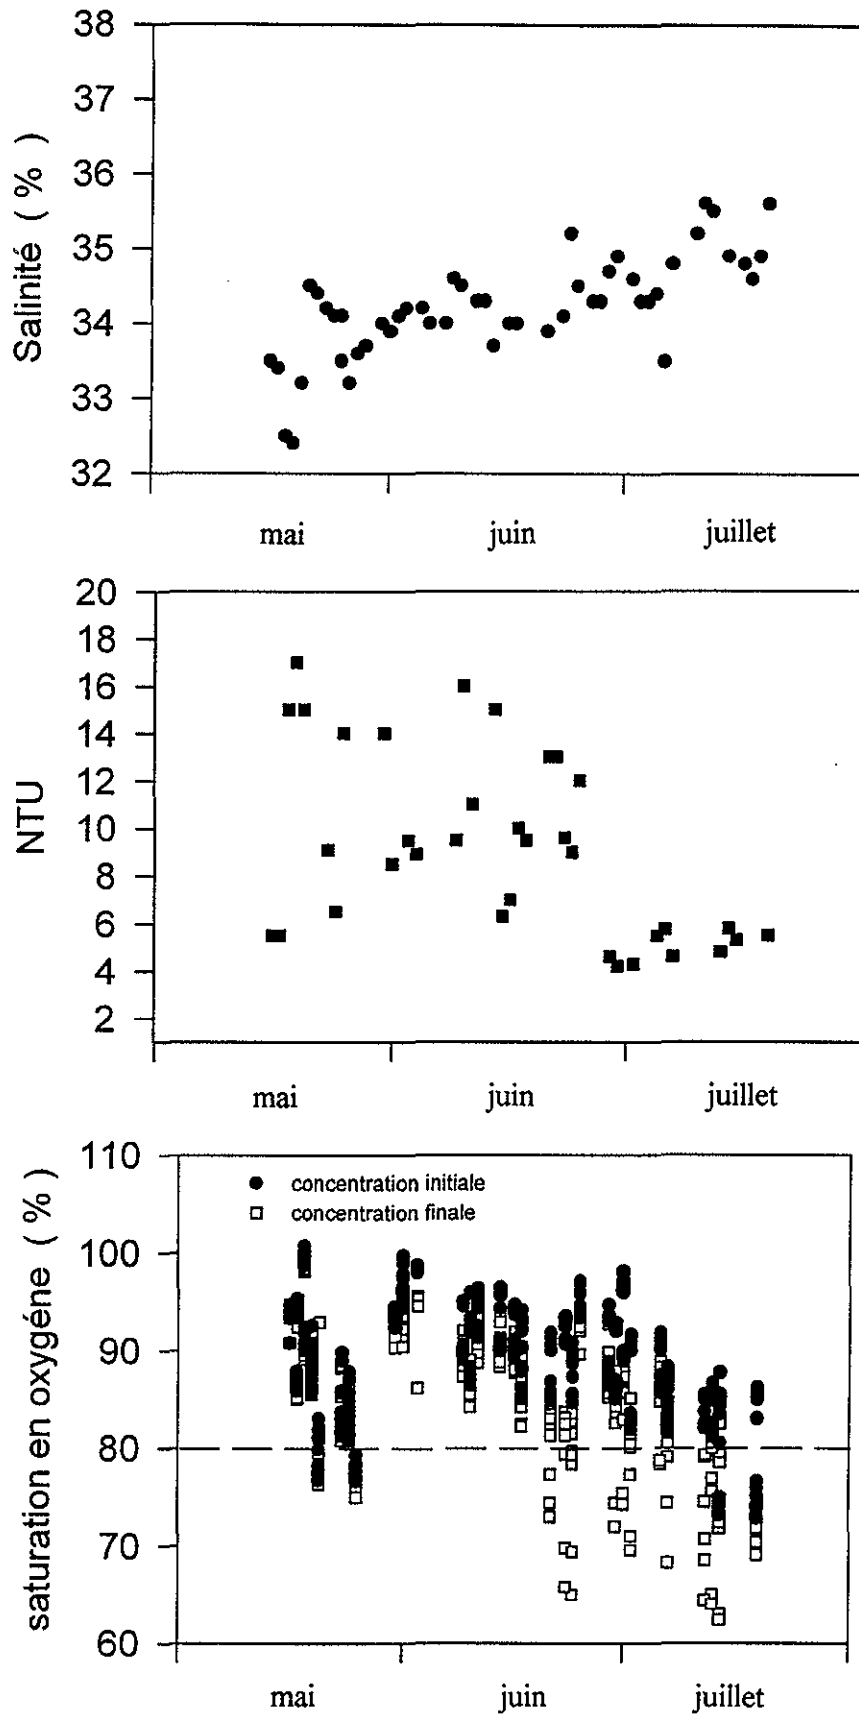 Salinité ( % )
38
37
36
35
34
33
32
mai juin juillet
NTU
20
18
16
14
12
10
8
6
4
2
mai juin juillet
saturation en oxygéne ( % )
110
100
90
80
70
60
concentration initiale
concentration finale
mai juin juillet